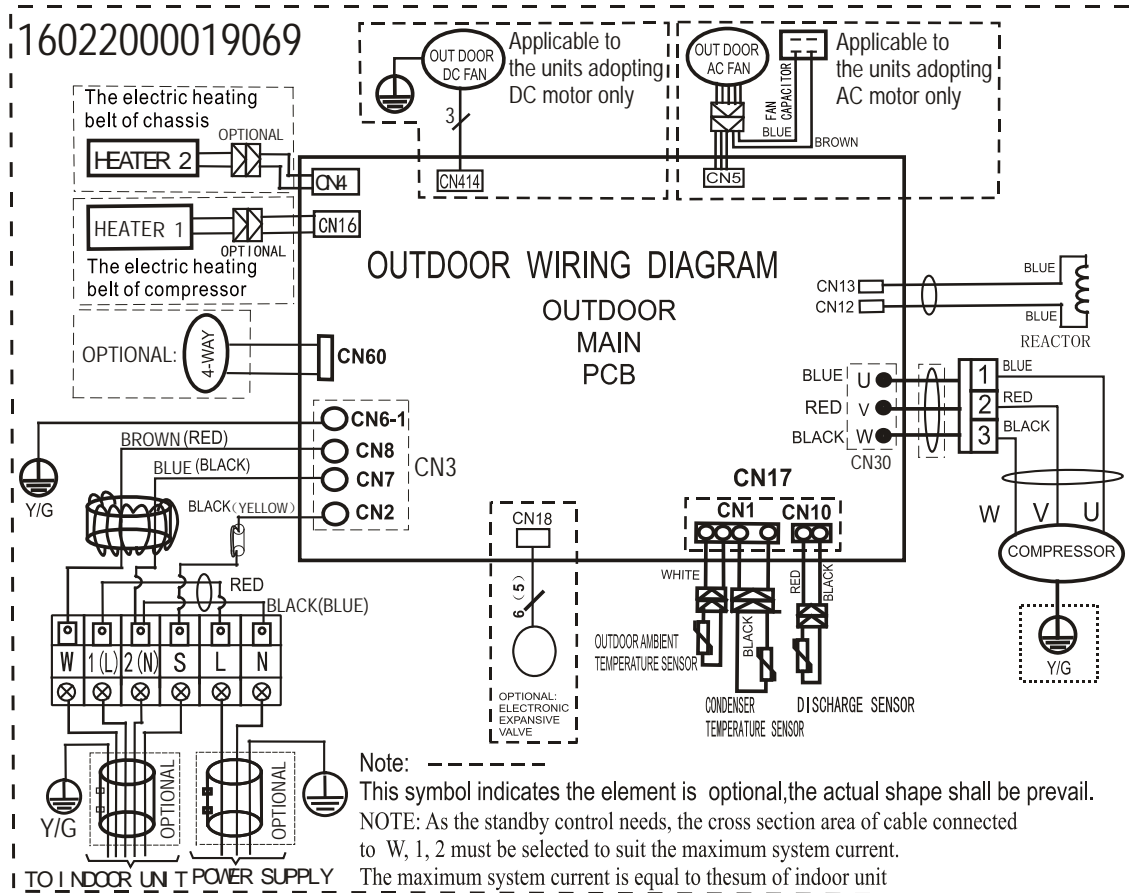 16022000019069
OUT DOOR
DC FAN
Applicable to
the units adopting
DC motor only
3
OUT DOOR
AC FAN
FAN
CAPACITOR
BLUE
BROWN
Applicable to
the units adopting
AC motor only
The electric heating
belt of chassis
OPTIONAL
HEATER 2
CN4
CN414
CN5
HEATER 1
CN16
OPTIONAL
The electric heating
belt of compressor
OUTDOOR WIRING DIAGRAM
OUTDOOR
MAIN
PCB
CN13
CN12
BLUE
BLUE
REACTOR
OPTIONAL:
4-WAY
CN60
BLUE U
RED V
BLACK W
CN30
1 BLUE
2 RED
3 BLACK
CN6-1
CN8
CN7
CN2
CN3
BROWN(RED)
BLUE (BLACK)
BLACK(YELLOW)
Y/G
W V U
COMPRESSOR
Y/G
CN17
CN1 CN10
CN18
6 (5)
OPTIONAL:
ELECTRONIC
EXPANSIVE
VALVE
WHITE
BLACK
RED
BLACK
OUTDOOR AMBIENT
TEMPERATURE SENSOR
CONDENSER
TEMPERATURE SENSOR
DISCHARGE SENSOR
RED
BLACK(BLUE)
W 1(L) 2(N) S L N
Y/G
OPTIONAL
OPTIONAL
TO INDOOR UNIT POWER SUPPLY
Note:
This symbol indicates the element is optional,the actual shape shall be prevail.
NOTE: As the standby control needs, the cross section area of cable connected
to W, 1, 2 must be selected to suit the maximum system current.
The maximum system current is equal to thesum of indoor unit